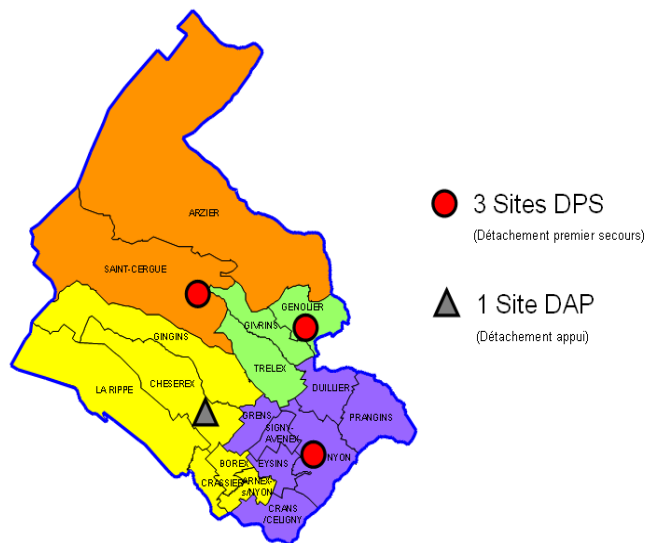 ARZIER
3 Sites DPS
(Détachement premier secours)
SAINT-CERGUE
GENOLIER
1 Site DAP
(Détachement appui)
GIVRINS
GINGINS
TRELEX
LA RIPPE
CHESEREX
DUILLIER
PRANGINS
GRENS
SIGNY-
AVENEX
NYON
BOREX
EYSINS
CRASSIER
ARNEX-
s/NYON
CRANS
/CELIGNY